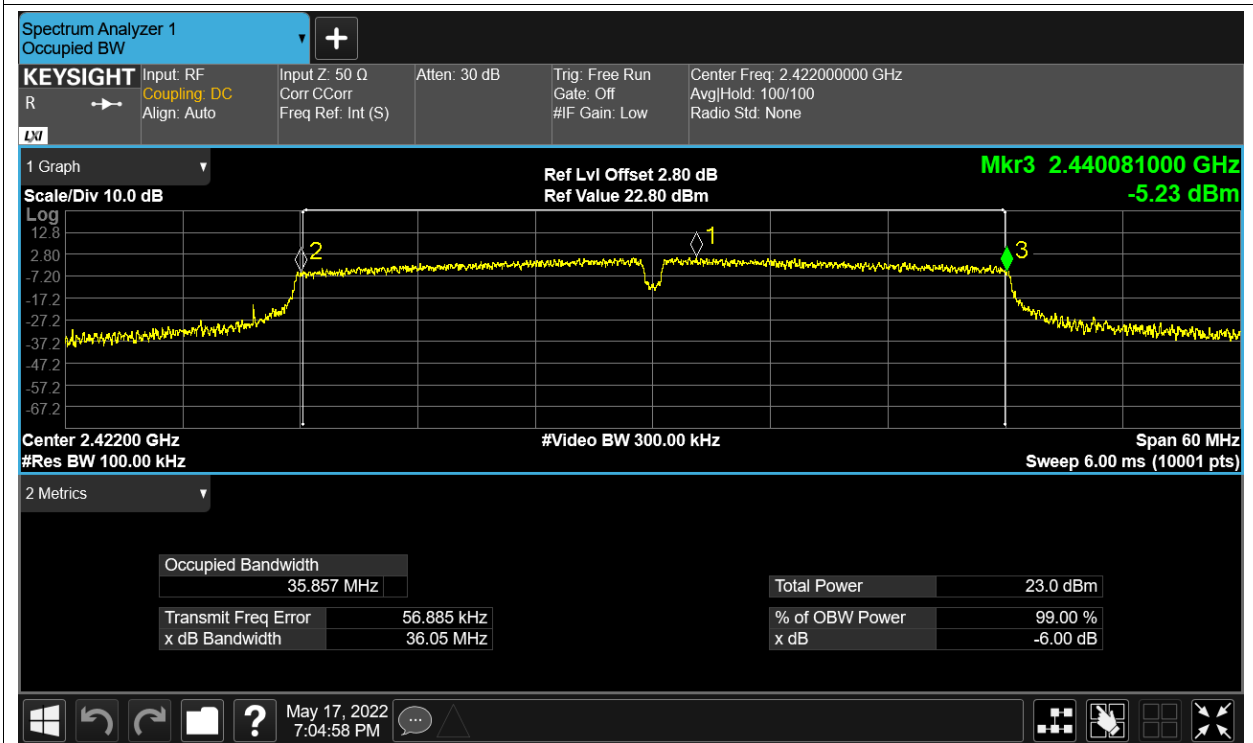 Spectrum Analyzer 1
Occupied BW
KEYSIGHT
R
LXI
Input: RF
Coupling: DC
Align: Auto
Input Z: 50 Ω
Corr CCorr
Freq Ref: Int (S)
Atten: 30 dB
Trig: Free Run
Gate: Off
#IF Gain: Low
Center Freq: 2.422000000 GHz
Avg|Hold: 100/100
Radio Std: None
1 Graph
Scale/Div 10.0 dB
Ref Lvl Offset 2.80 dB
Ref Value 22.80 dBm
Mkr3 2.440081000 GHz
-5.23 dBm
Log
12.8
2.80
-7.20
-17.2
-27.2
-37.2
-47.2
-57.2
-67.2
2
1
3
Center 2.42200 GHz
#Video BW 300.00 kHz
Span 60 MHz
#Res BW 100.00 kHz
Sweep 6.00 ms (10001 pts)
2 Metrics
Occupied Bandwidth
35.857 MHz
Total Power 23.0 dBm
Transmit Freq Error 56.885 kHz
% of OBW Power 99.00 %
x dB Bandwidth 36.05 MHz
x dB -6.00 dB
?
May 17, 2022
7:04:58 PM